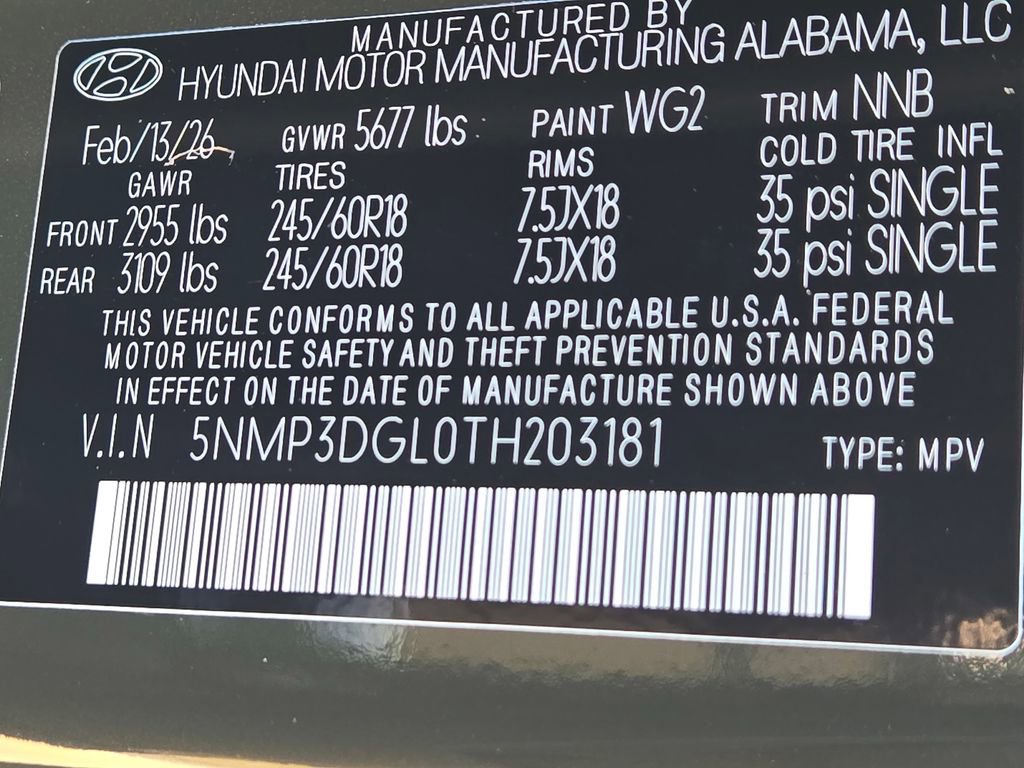 MANUFACTURED BY
HYUNDAI MOTOR MANUFACTURING ALABAMA, LLC
Feb/13/26 GVWR 5677 lbs PAINT WG2 TRIM NNB
GAWR TIRES RIMS COLD TIRE INFL
FRONT 2955 lbs 245/60R18 7.5JX18 35 psi SINGLE
REAR 3109 lbs 245/60R18 7.5JX18 35 psi SINGLE
THIS VEHICLE CONFORMS TO ALL APPLICABLE U.S.A. FEDERAL
MOTOR VEHICLE SAFETY AND THEFT PREVENTION STANDARDS
IN EFFECT ON THE DATE OF MANUFACTURE SHOWN ABOVE
V.I.N 5NMP3DGL0TH203181 TYPE: MPV